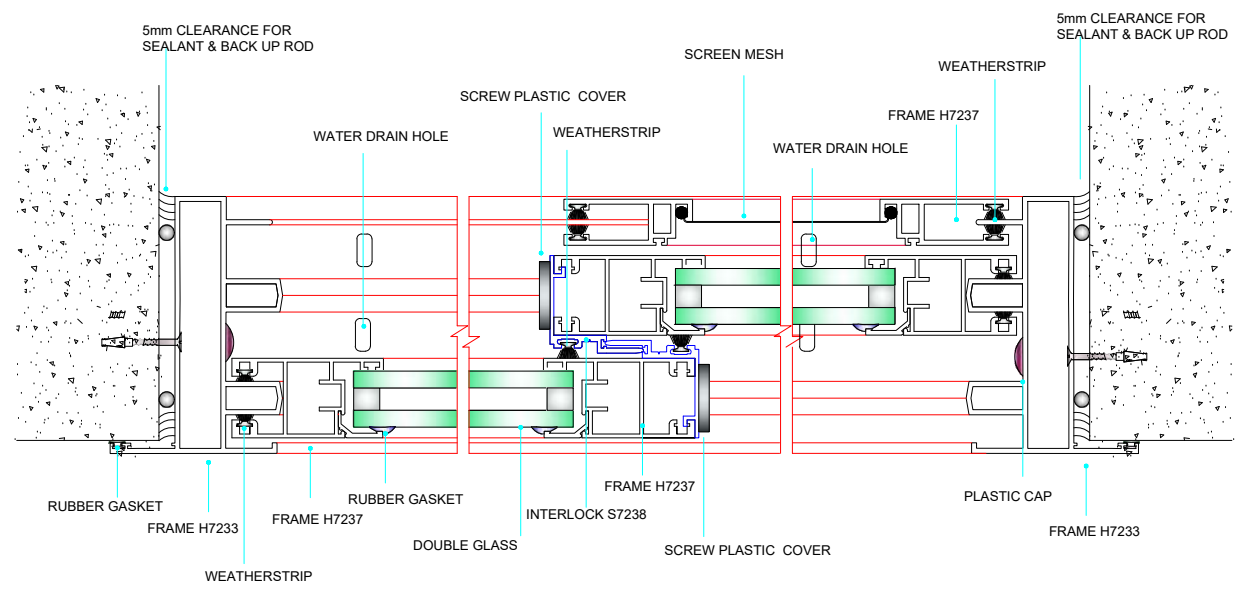 5mm CLEARANCE FOR
SEALANT & BACK UP ROD
5mm CLEARANCE FOR
SEALANT & BACK UP ROD
SCREEN MESH
WEATHERSTRIP
SCREW PLASTIC COVER
FRAME H7237
WATER DRAIN HOLE
WEATHERSTRIP
WATER DRAIN HOLE
RUBBER GASKET
FRAME H7233
FRAME H7237
RUBBER GASKET
DOUBLE GLASS
INTERLOCK S7238
FRAME H7237
SCREW PLASTIC COVER
PLASTIC CAP
FRAME H7233
WEATHERSTRIP